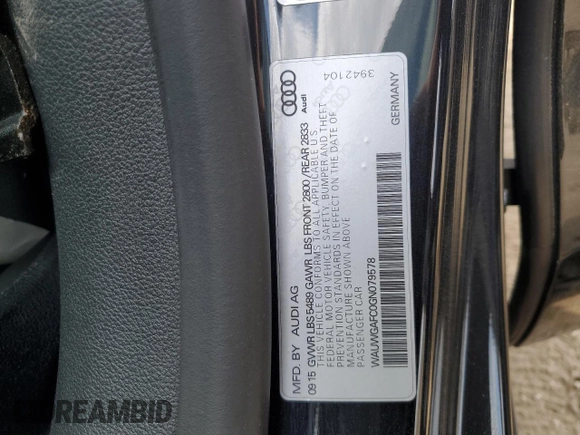 MFD. BY AUDI AG
09 15 GVWR LBS 5489 GAWR LBS FRONT 2800 / REAR 2833
THIS VEHICLE CONFORMS TO ALL APPLICABLE U S
FEDERAL MOTOR VEHICLE SAFETY, BUMPER AND THEFT
PREVENTION STANDARDS IN EFFECT ON THE DATE OF
MANUFACTURE SHOWN ABOVE
PASSENGER CAR
WAUWGAFC0GN079578
GERMANY
Audi
3942104
DREAMBID